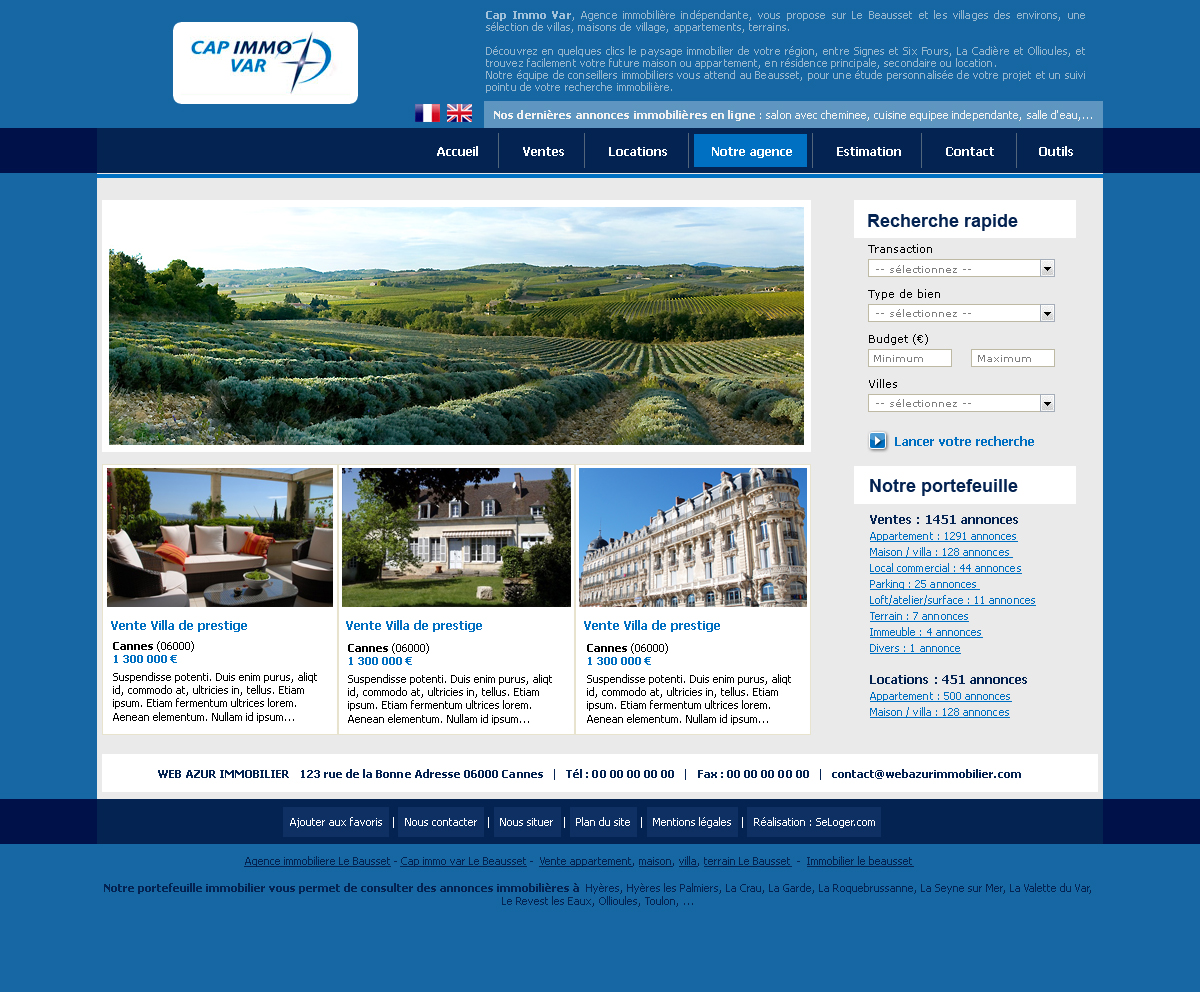 CAP IMMO
VAR
Cap Immo Var, Agence immobilière indépendante, vous propose sur Le Beausset et les villages des environs, une
sélection de villas, maisons de village, appartements, terrains.
Découvrez en quelques clics le paysage immobilier de votre région, entre Signes et Six Fours, La Cadière et Ollioules, et
trouvez facilement votre future maison ou appartement, en résidence principale, secondaire ou location.
Notre équipe de conseillers immobiliers vous attend au Beausset, pour une étude personnalisée de votre projet et un suivi
pointu de votre recherche immobilière.
Nos dernières annonces immobilières en ligne : salon avec cheminee, cuisine equipee independante, salle d'eau,...
Accueil Ventes Locations Notre agence Estimation Contact Outils
Recherche rapide
Transaction
-- sélectionnez --
Type de bien
-- sélectionnez --
Budget (€)
Minimum Maximum
Villes
-- sélectionnez --
Lancer votre recherche
Notre portefeuille
Ventes : 1451 annonces
Appartement : 1291 annonces
Maison / villa : 128 annonces
Local commercial : 44 annonces
Parking : 25 annonces
Loft/atelier/surface : 11 annonces
Terrain : 7 annonces
Immeuble : 4 annonces
Divers : 1 annonce
Locations : 451 annonces
Appartement : 500 annonces
Maison / villa : 128 annonces
Vente Villa de prestige
Cannes (06000)
1 300 000 €
Suspendisse potenti. Duis enim purus, aliqt
id, commodo at, ultricies in, tellus. Etiam
ipsum. Etiam fermentum ultrices lorem.
Aenean elementum. Nullam id ipsum...
Vente Villa de prestige
Cannes (06000)
1 300 000 €
Suspendisse potenti. Duis enim purus, aliqt
id, commodo at, ultricies in, tellus. Etiam
ipsum. Etiam fermentum ultrices lorem.
Aenean elementum. Nullam id ipsum...
Vente Villa de prestige
Cannes (06000)
1 300 000 €
Suspendisse potenti. Duis enim purus, aliqt
id, commodo at, ultricies in, tellus. Etiam
ipsum. Etiam fermentum ultrices lorem.
Aenean elementum. Nullam id ipsum...
WEB AZUR IMMOBILIER 123 rue de la Bonne Adresse 06000 Cannes | Tél : 00 00 00 00 00 | Fax : 00 00 00 00 00 | contact@webazurimmobilier.com
Ajouter aux favoris | Nous contacter | Nous situer | Plan du site | Mentions légales | Réalisation : SeLoger.com
Agence immobiliere Le Bausset - Cap immo var Le Beausset - Vente appartement, maison, villa, terrain Le Bausset - Immobilier le beausset
Notre portefeuille immobilier vous permet de consulter des annonces immobilières à Hyères, Hyères les Palmiers, La Crau, La Garde, La Roquebrussanne, La Seyne sur Mer, La Valette du Var,
Le Revest les Eaux, Ollioules, Toulon, ...